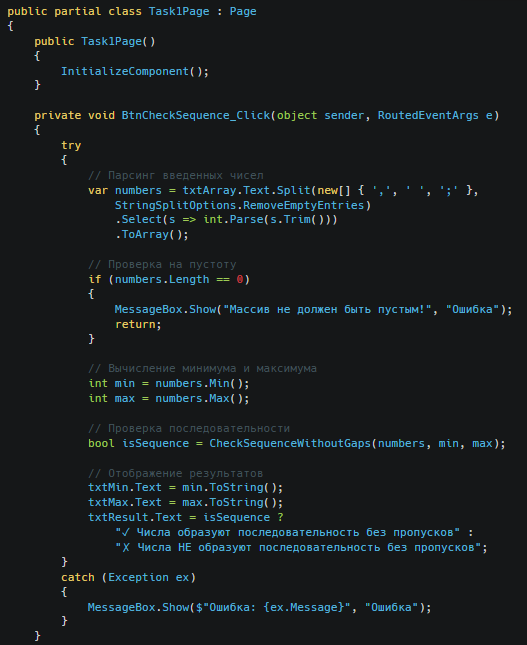 public partial class Task1Page : Page
{
    public Task1Page()
    {
        InitializeComponent();
    }

    private void BtnCheckSequence_Click(object sender, RoutedEventArgs e)
    {
        try
        {
            // Парсинг введенных чисел
            var numbers = txtArray.Text.Split(new[] { ',', ' ', ';' },
                StringSplitOptions.RemoveEmptyEntries)
                .Select(s => int.Parse(s.Trim()))
                .ToArray();

            // Проверка на пустоту
            if (numbers.Length == 0)
            {
                MessageBox.Show("Массив не должен быть пустым!", "Ошибка");
                return;
            }

            // Вычисление минимума и максимума
            int min = numbers.Min();
            int max = numbers.Max();

            // Проверка последовательности
            bool isSequence = CheckSequenceWithoutGaps(numbers, min, max);

            // Отображение результатов
            txtMin.Text = min.ToString();
            txtMax.Text = max.ToString();
            txtResult.Text = isSequence ?
                "✓ Числа образуют последовательность без пропусков" :
                "✗ Числа НЕ образуют последовательность без пропусков";
        }
        catch (Exception ex)
        {
            MessageBox.Show($"Ошибка: {ex.Message}", "Ошибка");
        }
    }